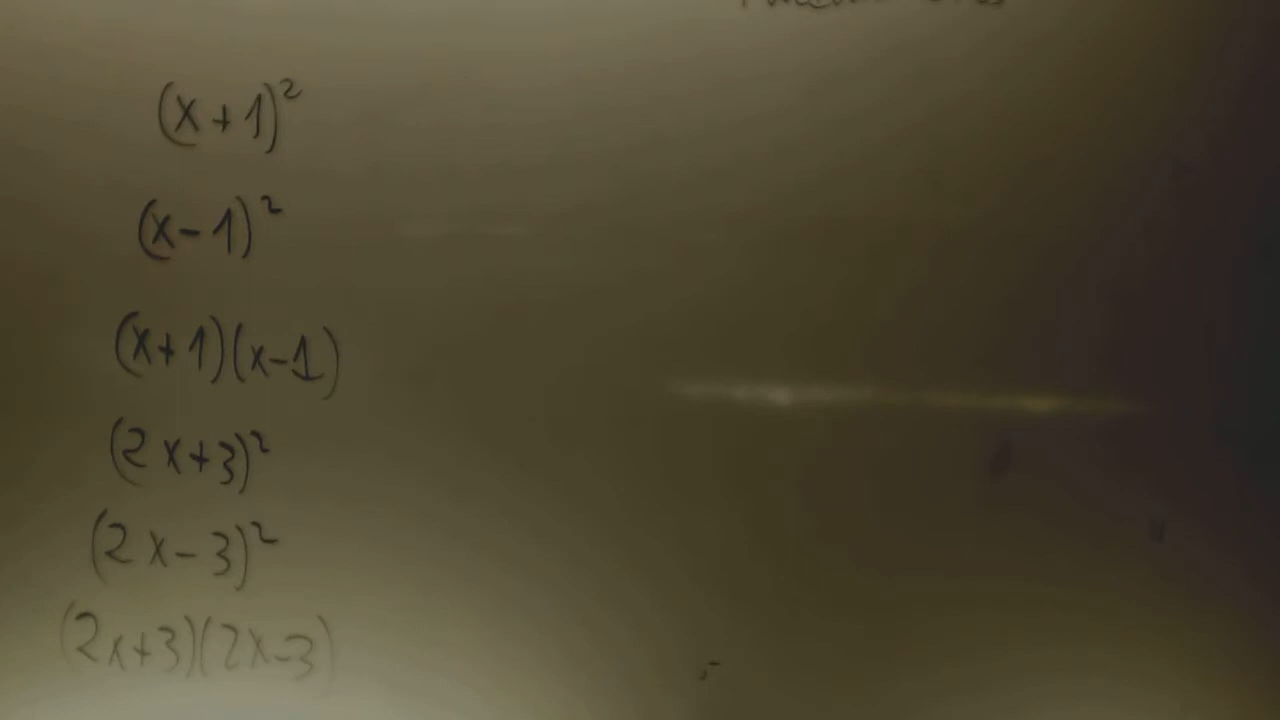 (x+1)²
(x-1)²
(x+1)(x-1)
(2x+3)²
(2x-3)²
(2x+3)(2x-3)